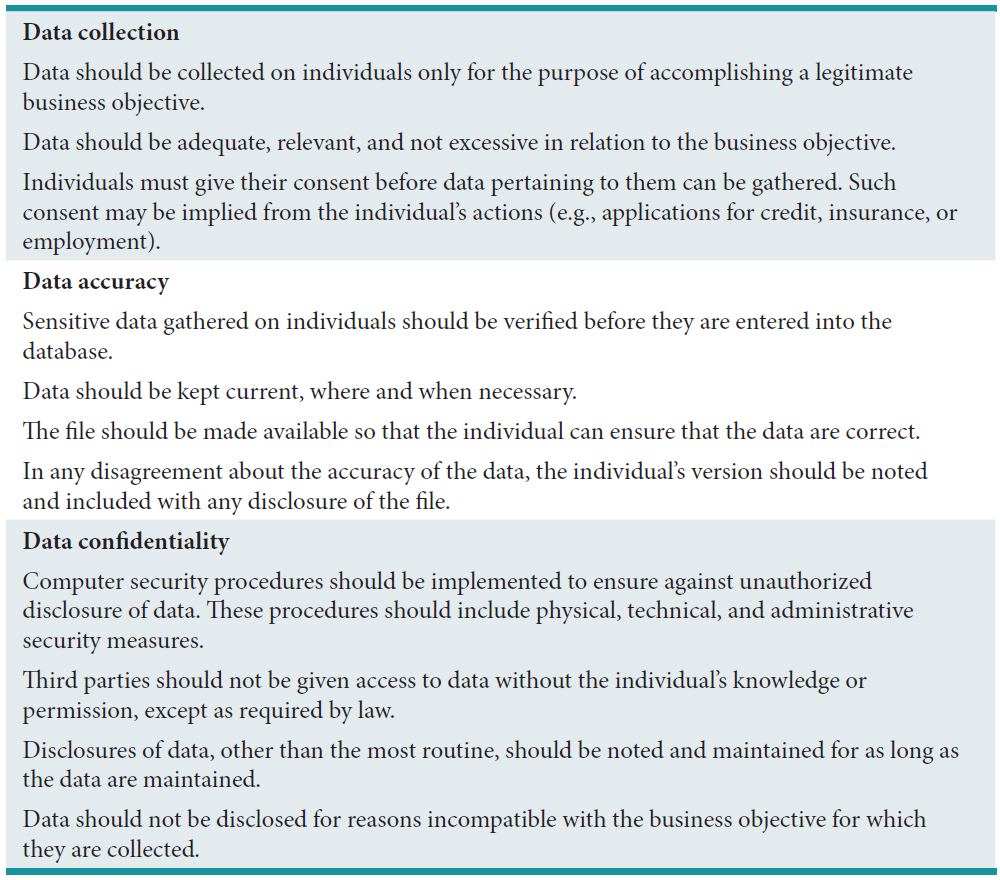 Data collection
Data should be collected on individuals only for the purpose of accomplishing a legitimate
business objective.
Data should be adequate, relevant, and not excessive in relation to the business objective.
Individuals must give their consent before data pertaining to them can be gathered. Such
consent may be implied from the individual’s actions (e.g., applications for credit, insurance, or
employment).
Data accuracy
Sensitive data gathered on individuals should be verified before they are entered into the
database.
Data should be kept current, where and when necessary.
The file should be made available so that the individual can ensure that the data are correct.
In any disagreement about the accuracy of the data, the individual’s version should be noted
and included with any disclosure of the file.
Data confidentiality
Computer security procedures should be implemented to ensure against unauthorized
disclosure of data. These procedures should include physical, technical, and administrative
security measures.
Third parties should not be given access to data without the individual’s knowledge or
permission, except as required by law.
Disclosures of data, other than the most routine, should be noted and maintained for as long as
the data are maintained.
Data should not be disclosed for reasons incompatible with the business objective for which
they are collected.